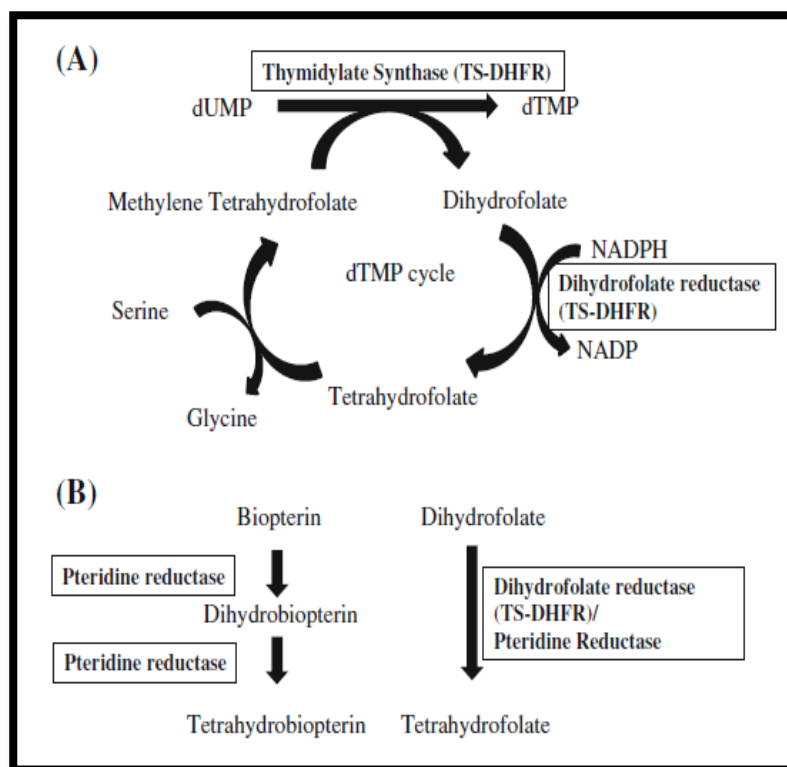 (A)
Thymidylate Synthase (TS-DHFR)
dUMP
dTMP
Methylene Tetrahydrofolate
Dihydrofolate
NADPH
dTMP cycle
Dihydrofolate reductase
(TS-DHFR)
Serine
NADP
Tetrahydrofolate
Glycine
(B)
Biopterin
Dihydrofolate
Pteridine reductase
Dihydrofolate reductase
(TS-DHFR)/
Pteridine Reductase
Dihydrobiopterin
Pteridine reductase
Tetrahydrobiopterin
Tetrahydrofolate